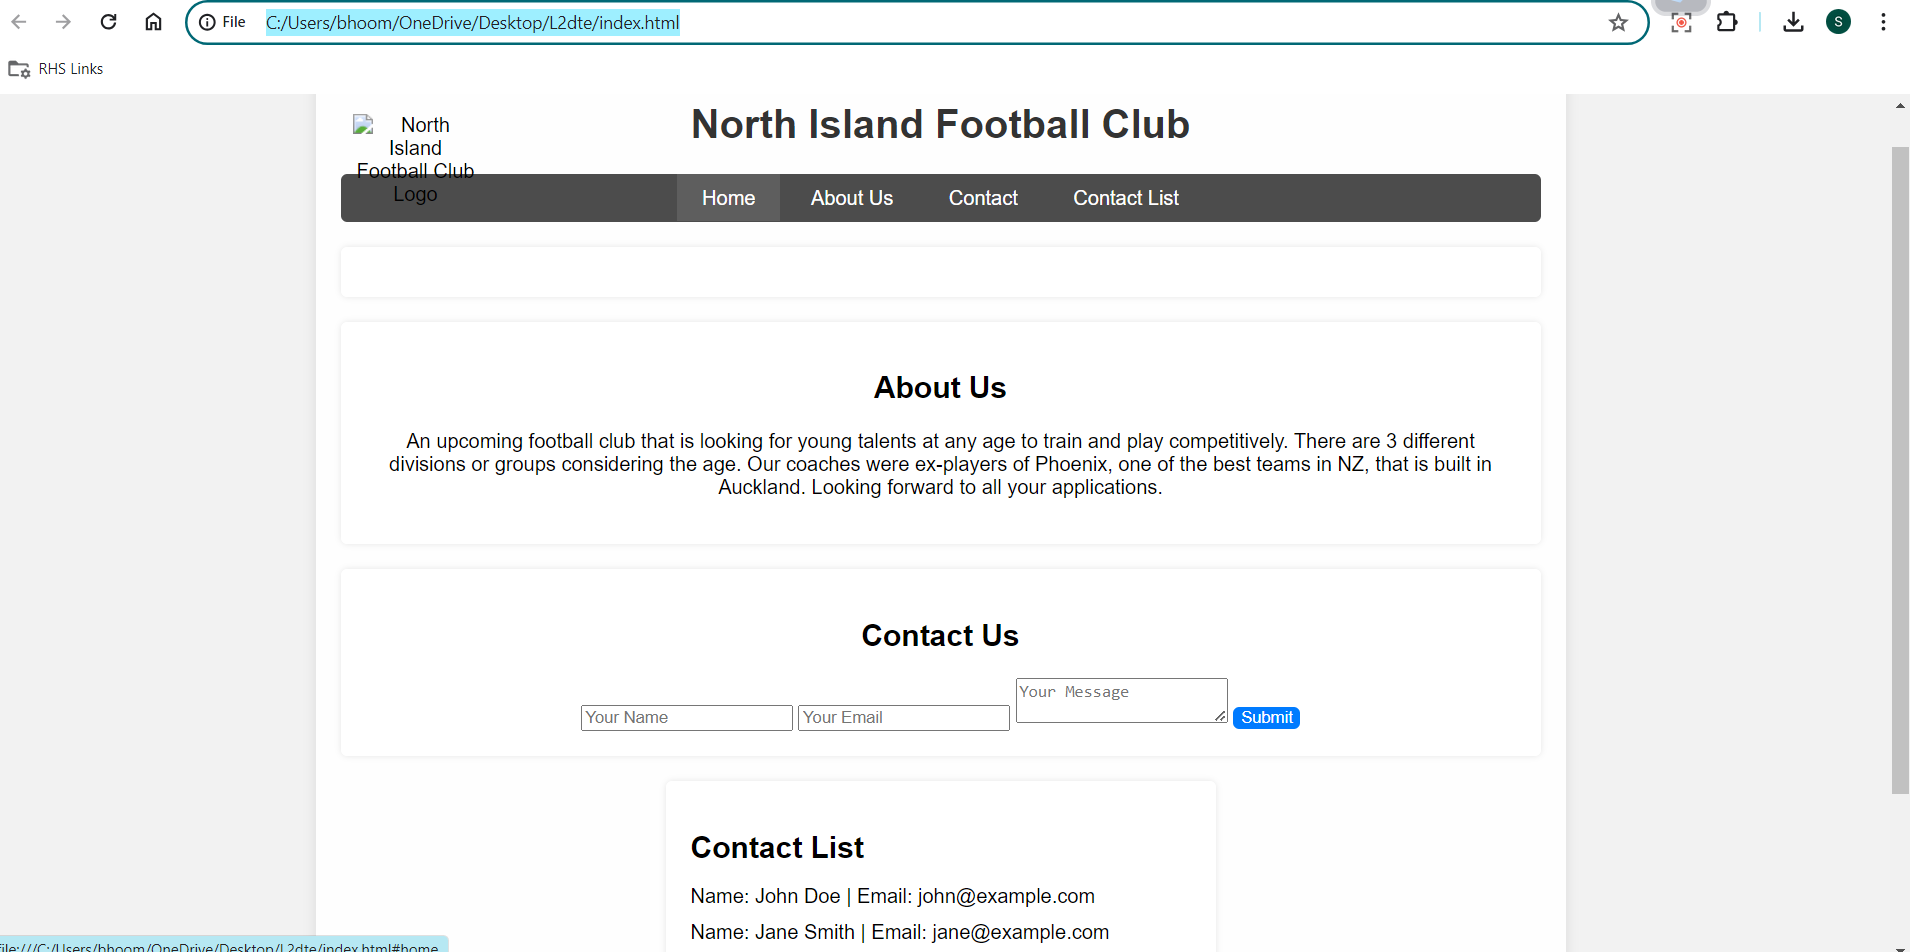 File C:/Users/bhoom/OneDrive/Desktop/L2dte/index.html
S
RHS Links
North Island Football Club
North
Island
Football Club
Logo
Home About Us Contact Contact List
About Us
An upcoming football club that is looking for young talents at any age to train and play competitively. There are 3 different
divisions or groups considering the age. Our coaches were ex-players of Phoenix, one of the best teams in NZ, that is built in
Auckland. Looking forward to all your applications.
Contact Us
Your Name Your Email Your Message Submit
Contact List
Name: John Doe | Email: john@example.com
Name: Jane Smith | Email: jane@example.com
file:///C:/Users/bhoom/OneDrive/Desktop/L2dte/index.html#home